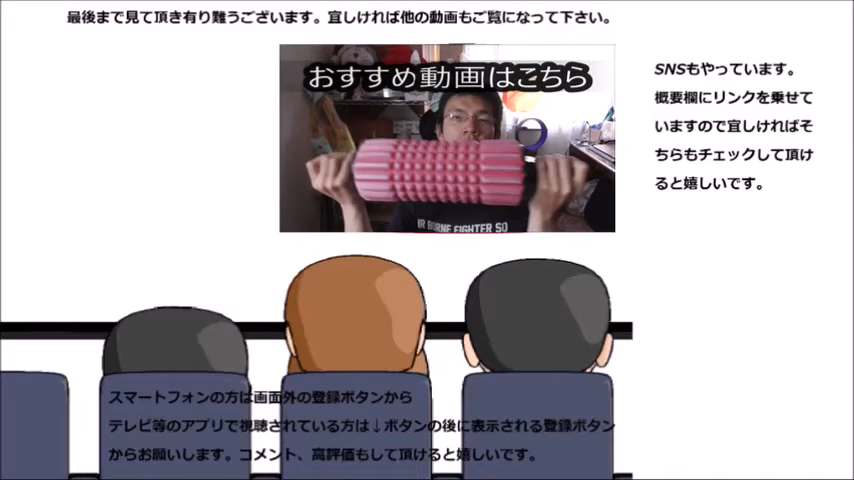 最後まで見て頂き有り難うございます。宜しければ他の動画もご覧になって下さい。
おすすめ動画はこちら
SNSもやっています。
概要欄にリンクを乗せて
いますので宜しければそ
ちらもチェックして頂け
ると嬉しいです。
IR BORNE FIGHTER SO
スマートフォンの方は画面外の登録ボタンから
テレビ等のアプリで視聴されている方は↓ボタンの後に表示される登録ボタン
からお願いします。コメント、高評価もして頂けると嬉しいです。